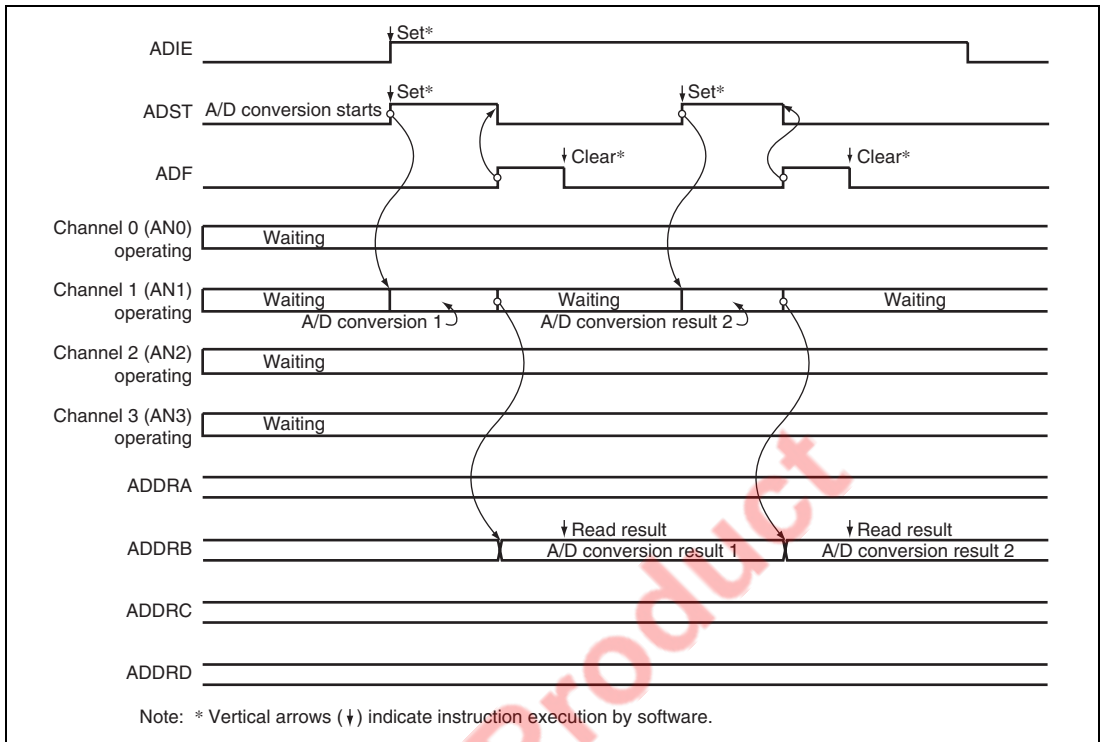 ADIE
Set*
ADST
A/D conversion starts
Set*
Set*
ADF
Clear*
Clear*
Channel 0 (AN0)
operating
Waiting
Channel 1 (AN1)
operating
Waiting
Waiting
Waiting
A/D conversion 1
A/D conversion result 2
Channel 2 (AN2)
operating
Waiting
Channel 3 (AN3)
operating
Waiting
ADDRA
ADDRB
Read result
Read result
A/D conversion result 1
A/D conversion result 2
ADDRC
ADDRD
Note: * Vertical arrows (↓) indicate instruction execution by software.
Product